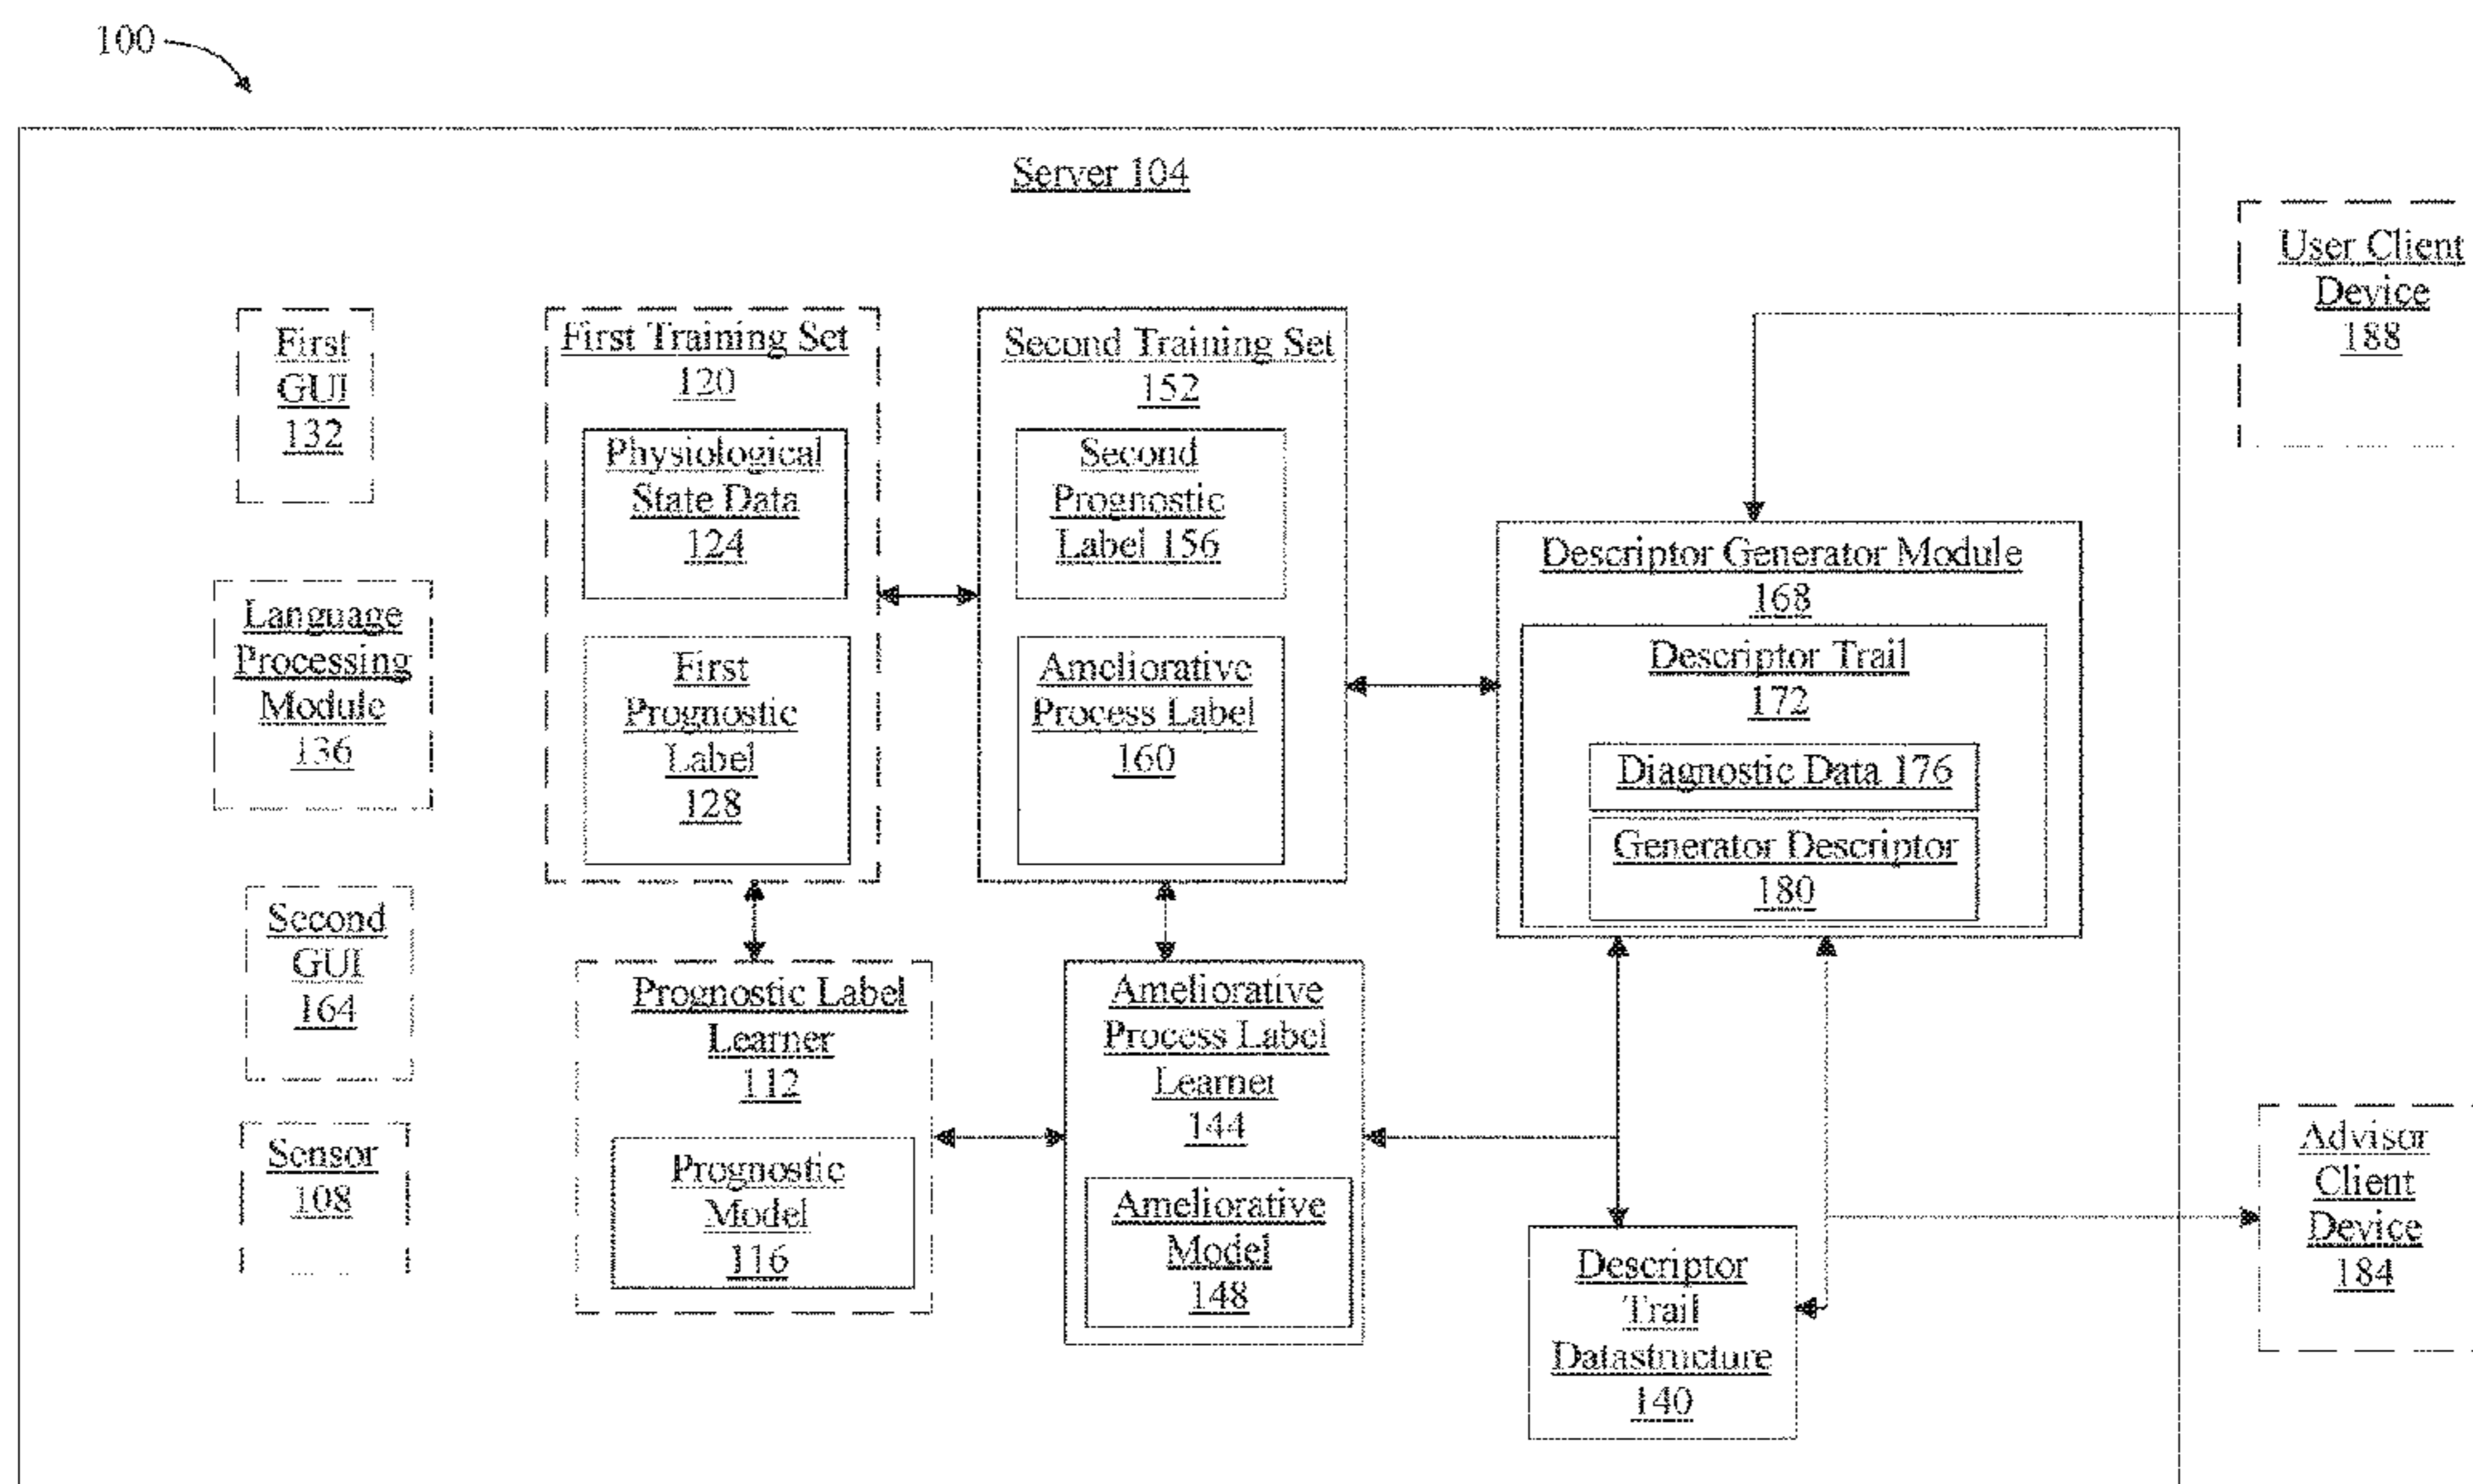 100
Server 104
User Client
Device
188
First
GUI
132
First Training Set
120
Physiological
State Data
124
First
Prognostic
Label
128
Second Training Set
152
Second
Prognostic
Label 156
Ameliorative
Process Label
160
Descriptor Generator Module
168
Descriptor Trail
172
Diagnostic Data 176
Generator Descriptor
180
Language
Processing
Module
136
Second
GUI
164
Sensor
108
Prognostic Label
Learner
112
Prognostic
Model
116
Ameliorative
Process Label
Learner
144
Ameliorative
Model
148
Descriptor
Trail
Datastructure
140
Advisor
Client
Device
184